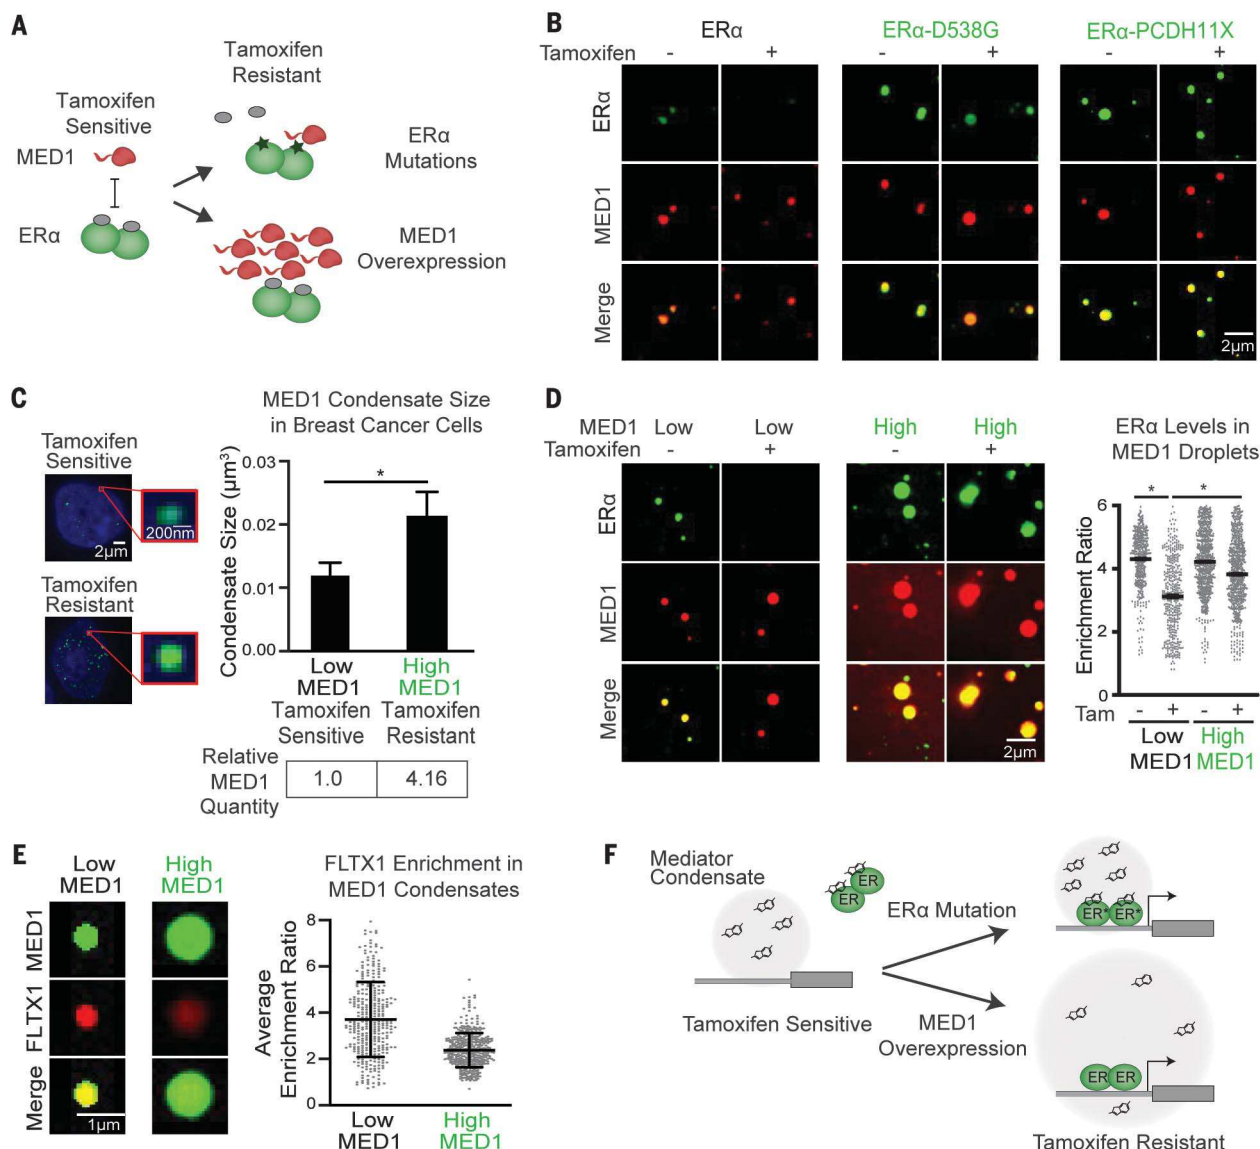 A
Tamoxifen
Resistant
Tamoxifen
Sensitive
MED1
ERα
ERα
Mutations
MED1
Overexpression
B
ERα
ERα-D538G
ERα-PCDH11X
Tamoxifen - + - + - +
ERα
MED1
Merge
2µm
C
MED1 Condensate Size
in Breast Cancer Cells
Tamoxifen
Sensitive
200nm
2µm
Tamoxifen
Resistant
Condensate Size (µm³)
0.03
0.02
0.01
0.00
*
Low
MED1
Tamoxifen
Sensitive
High
MED1
Tamoxifen
Resistant
Relative
MED1
Quantity
1.0
4.16
D
MED1 Low Low High High
Tamoxifen - + - +
ERα
MED1
Merge
2µm
ERα Levels in
MED1 Droplets
* *
Enrichment Ratio
6
4
2
0
Tam - + - +
Low
MED1
High
MED1
E
Low
MED1
High
MED1
MED1
FLTX1
Merge
1µm
FLTX1 Enrichment in
MED1 Condensates
Average
Enrichment Ratio
8
6
4
2
0
Low
MED1
High
MED1
F
Mediator
Condensate
ER
ER
ERα Mutation
ER* ER*
Tamoxifen Sensitive
MED1
Overexpression
ER ER
Tamoxifen Resistant